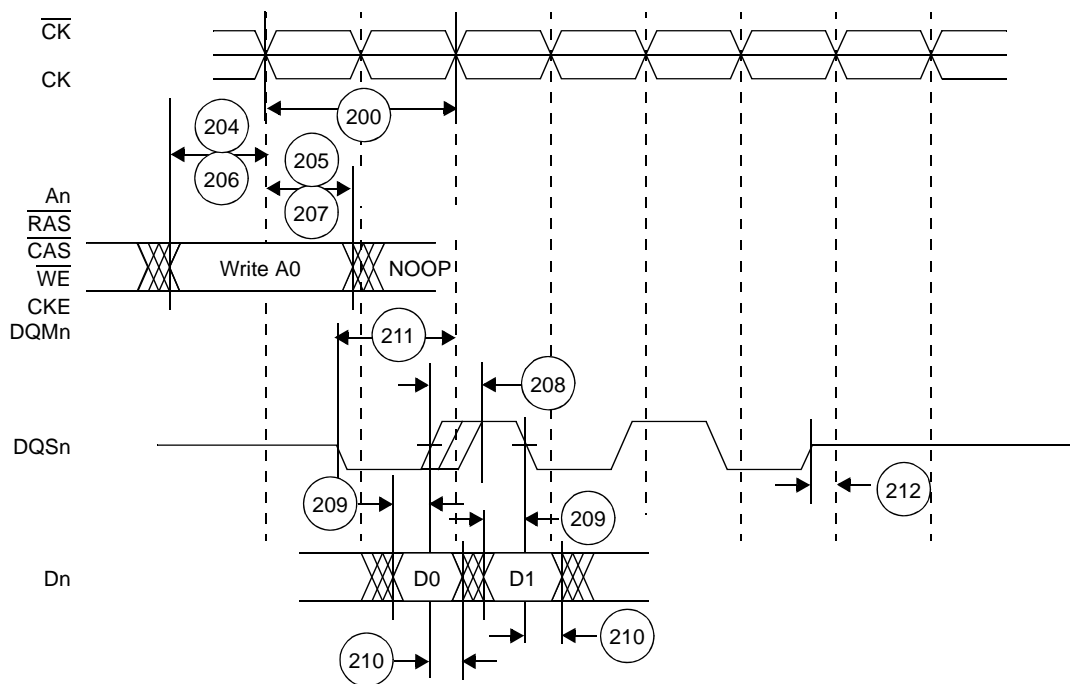 CK
CK
200
204
206
205
207
An
RAS
CAS
WE
CKE
DQMn
Write A0
NOOP
211
208
DQSn
209
209
212
Dn
D0
D1
210
210